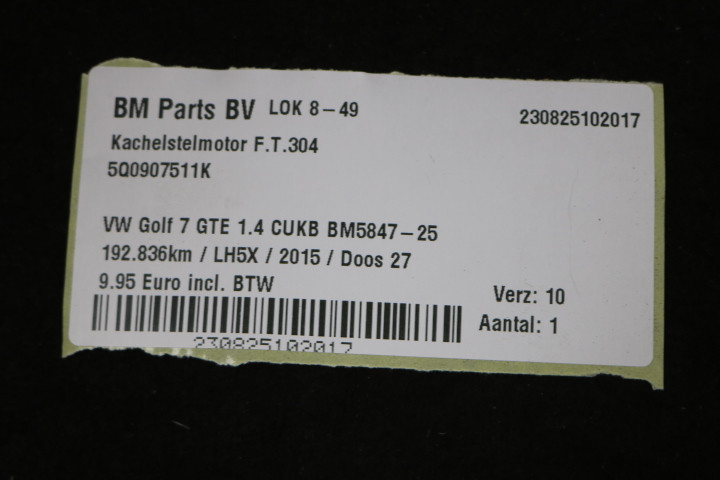 BM Parts BV LOK 8-49 230825102017
Kachelstelmotor F.T.304
5Q0907511K
VW Golf 7 GTE 1.4 CUKB BM5847-25
192.836km / LH5X / 2015 / Doos 27
9.95 Euro incl. BTW
Verz: 10
Aantal: 1
230825102017